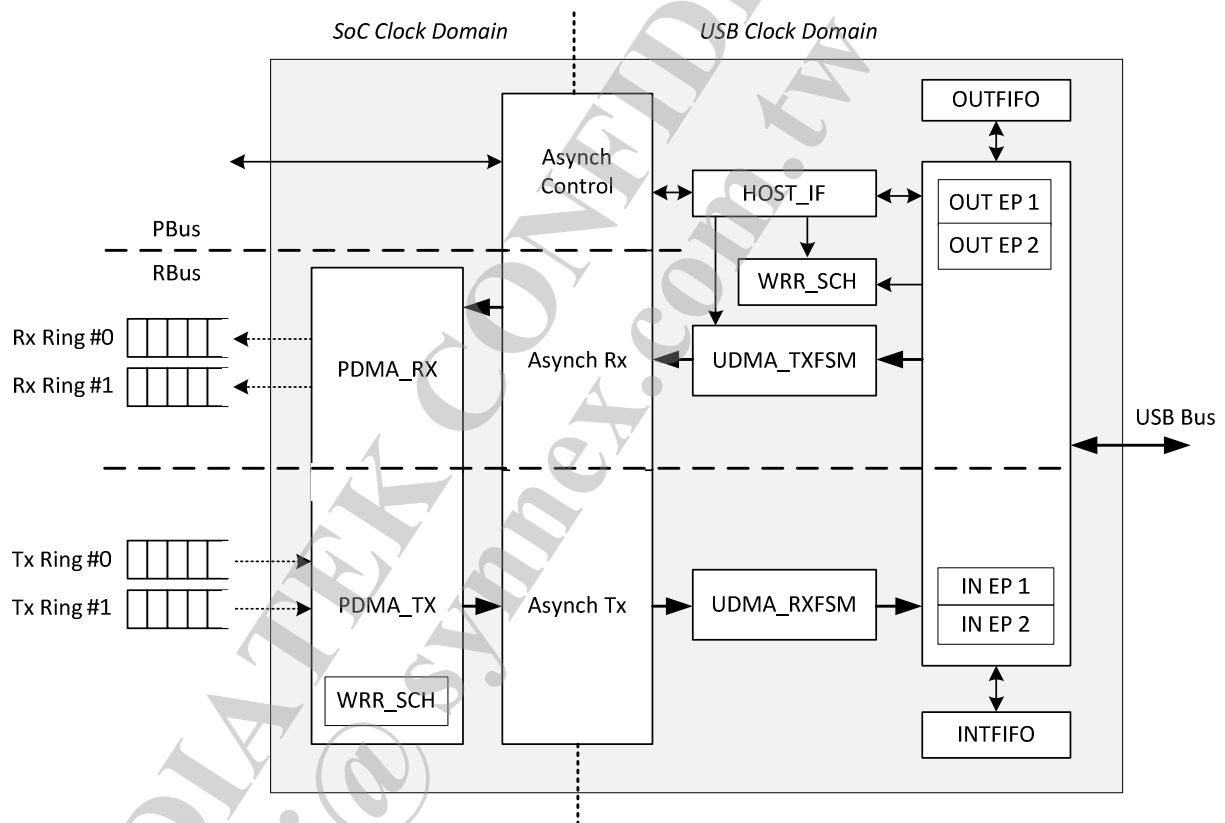 SoC Clock Domain
USB Clock Domain
OUTFIFO
Asynch
Control
HOST_IF
OUT EP 1
OUT EP 2
PBus
RBus
WRR_SCH
Rx Ring #0
Rx Ring #1
PDMA_RX
Asynch Rx
UDMA_TXFSM
USB Bus
Tx Ring #0
Tx Ring #1
PDMA_TX
Asynch Tx
UDMA_RXFSM
IN EP 1
IN EP 2
WRR_SCH
INTFIFO